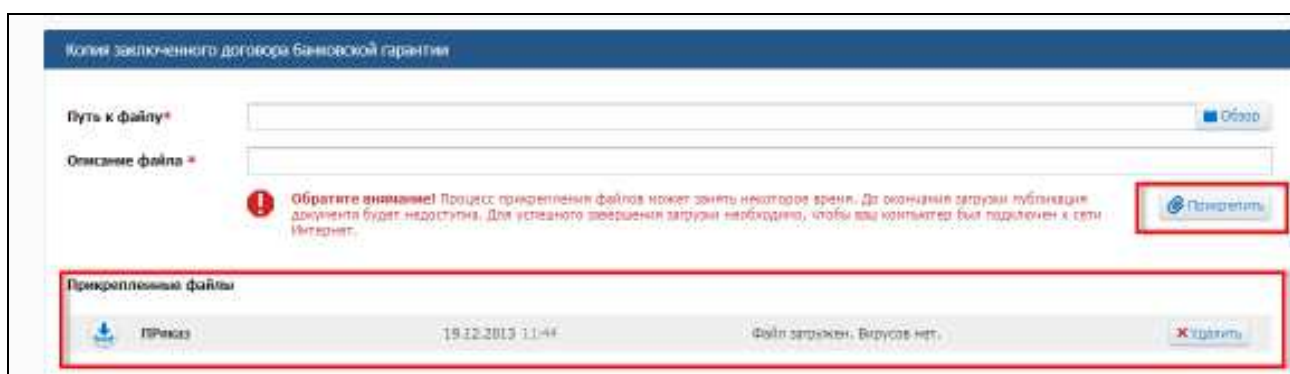 Копия заключенного договора банковской гарантии
Путь к файлу*
Обзор
Описание файла *
Обратите внимание! Процесс прикрепления файлов может занять некоторое время. До окончания загрузки публикация
документа будет недоступна. Для успешного завершения загрузки необходимо, чтобы ваш компьютер был подключен к сети
Интернет.
Прикрепить
Прикрепленные файлы
ПРиказ
19.12.2013 11:44
Файл загружен. Вирусов нет.
Удалить